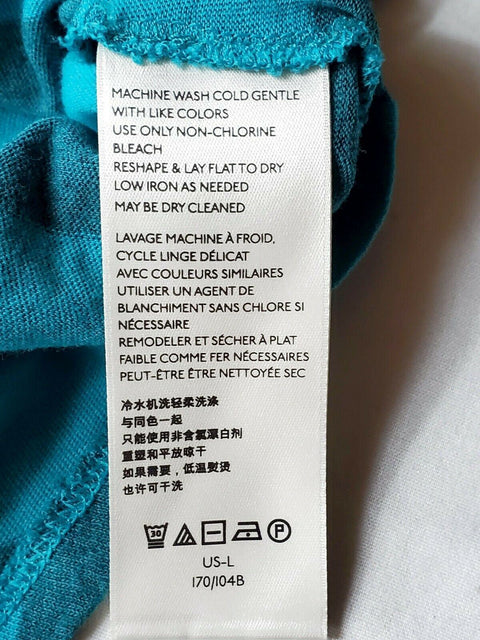 MACHINE WASH COLD GENTLE
WITH LIKE COLORS
USE ONLY NON-CHLORINE
BLEACH
RESHAPE & LAY FLAT TO DRY
LOW IRON AS NEEDED
MAY BE DRY CLEANED
LAVAGE MACHINE À FROID,
CYCLE LINGE DÉLICAT
AVEC COULEURS SIMILAIRES
UTILISER UN AGENT DE
BLANCHIMENT SANS CHLORE SI
NÉCESSAIRE
REMODELER ET SÉCHER À PLAT
FAIBLE COMME FER NÉCESSAIRES
PEUT-ÊTRE ÊTRE NETTOYÉE SEC
冷水机洗轻柔洗涤
与同色一起
只能使用非含氯漂白剂
重塑和平放晾干
如果需要，低温熨烫
也许可干洗
30 P
US-L
170/104B